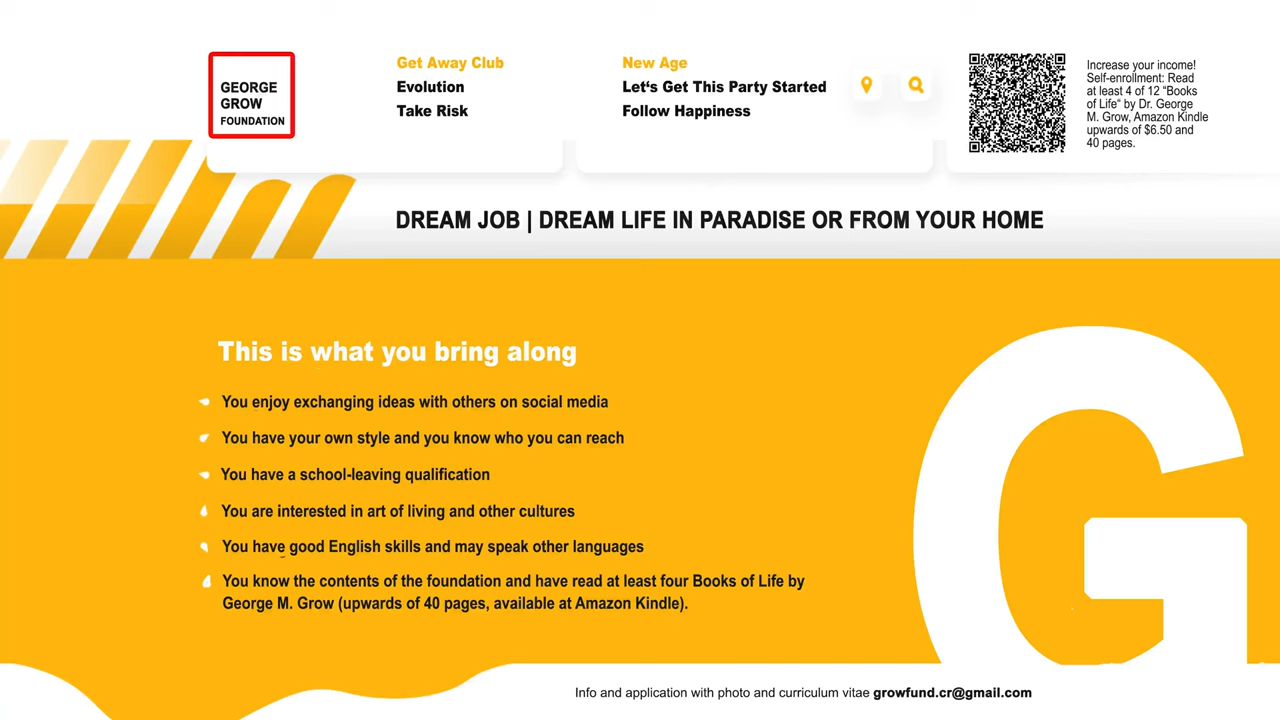 GEORGE
GROW
FOUNDATION
Get Away Club
Evolution
Take Risk
New Age
Let‘s Get This Party Started
Follow Happiness
Increase your income!
Self-enrollment: Read
at least 4 of 12 “Books
of Life“ by Dr. George
M. Grow, Amazon Kindle
upwards of $6.50 and
40 pages.
DREAM JOB | DREAM LIFE IN PARADISE OR FROM YOUR HOME
This is what you bring along
You enjoy exchanging ideas with others on social media
You have your own style and you know who you can reach
You have a school-leaving qualification
You are interested in art of living and other cultures
You have good English skills and may speak other languages
You know the contents of the foundation and have read at least four Books of Life by
George M. Grow (upwards of 40 pages, available at Amazon Kindle).
G
Info and application with photo and curriculum vitae growfund.cr@gmail.com